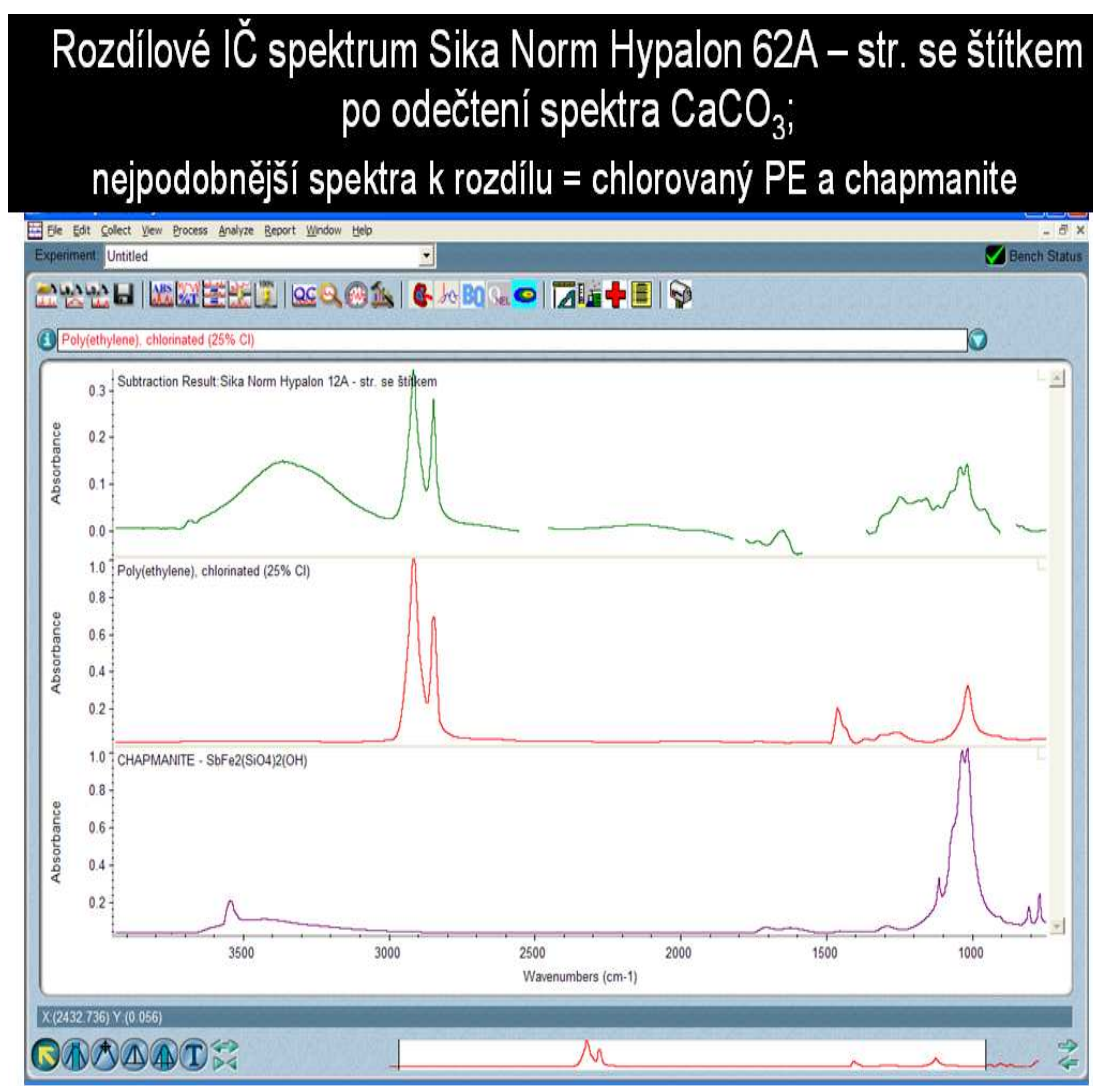 Rozdílové IČ spektrum Sika Norm Hypalon 62A – str. se štítkem
po odečtení spektra CaCO₃;
nejpodobnější spektra k rozdílu = chlorovaný PE a chapmanite
File Edit Collect View Process Analyze Report Window Help
Experiment: Untitled
Bench Status
ABS
%T
100%
QC
BQ
Poly(ethylene), chlorinated (25% Cl)
Subtraction Result:Sika Norm Hypalon 12A - str. se štítkem
Absorbance
0.3
0.2
0.1
0.0
Poly(ethylene), chlorinated (25% Cl)
Absorbance
1.0
0.8
0.6
0.4
0.2
CHAPMANITE - SbFe2(SiO4)2(OH)
Absorbance
1.0
0.8
0.6
0.4
0.2
3500 3000 2500 2000 1500 1000
Wavenumbers (cm-1)
X:(2432.736) Y:(0.056)
T